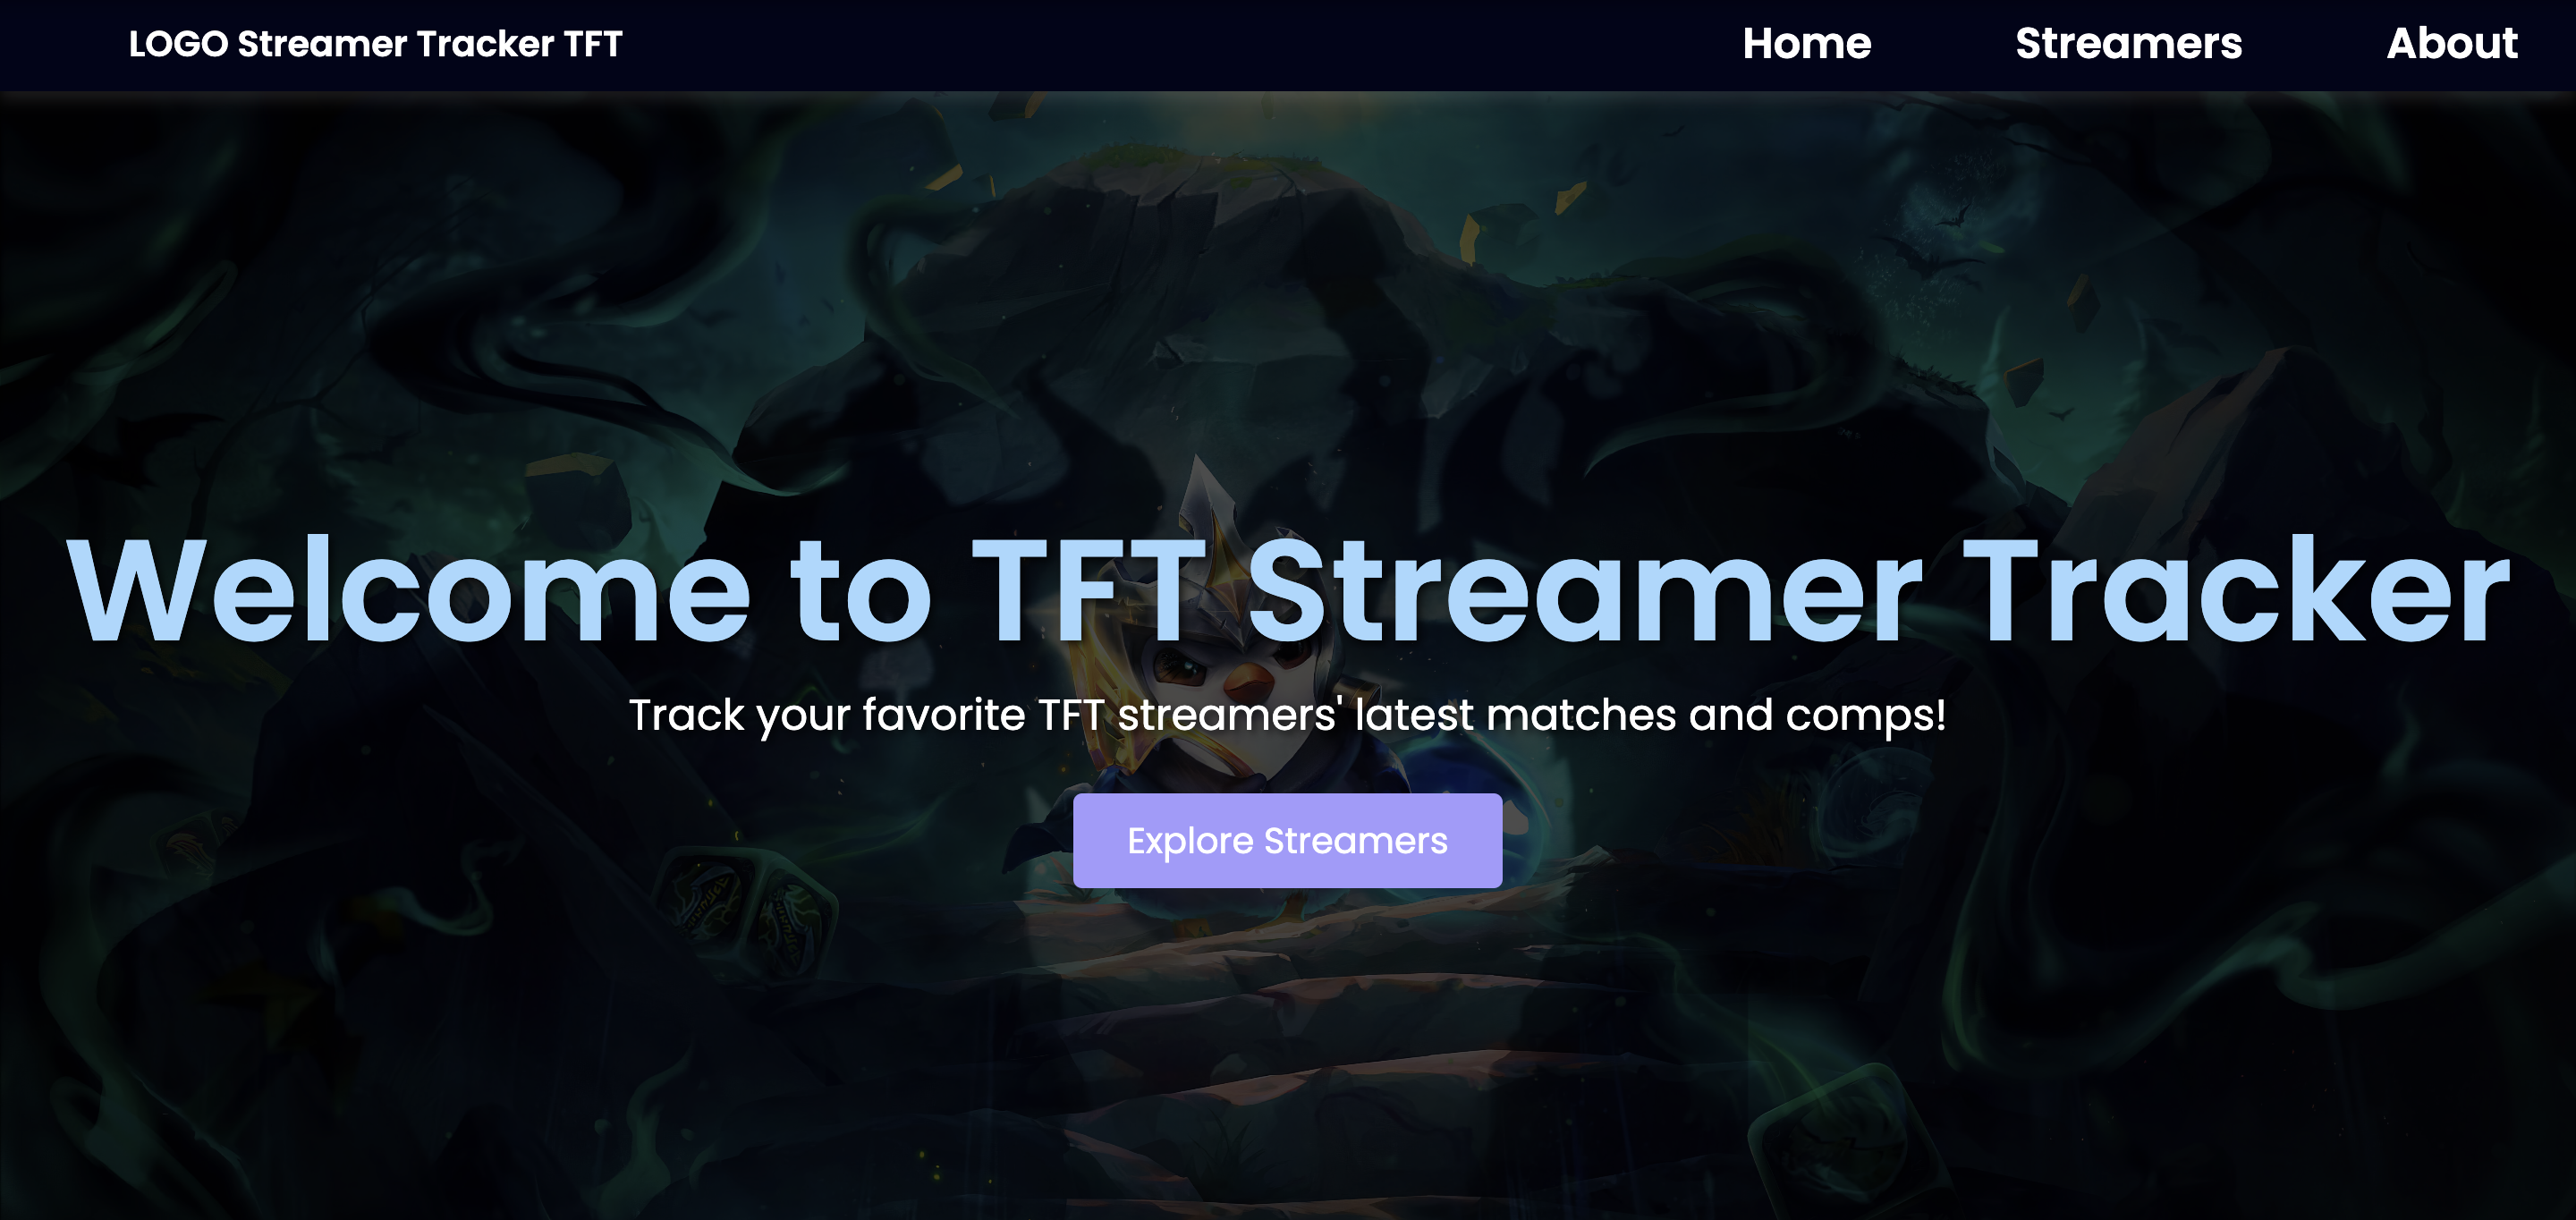 LOGO Streamer Tracker TFT
Home
Streamers
About
Welcome to TFT Streamer Tracker
Track your favorite TFT streamers' latest matches and comps!
Explore Streamers